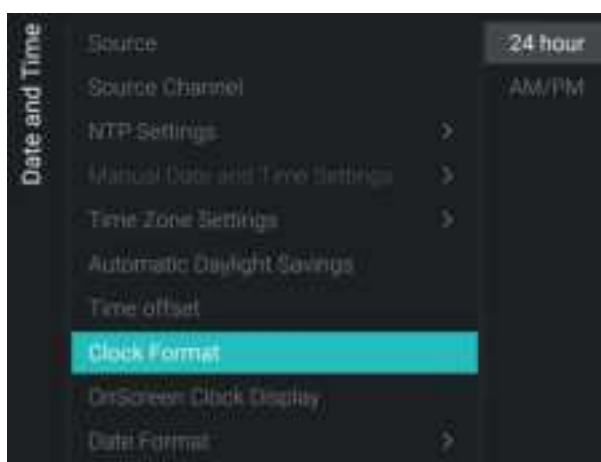 Date and Time
Source
Source Channel
NTP Settings
Manual Date and Time Settings
Time Zone Settings
Automatic Daylight Savings
Time offset
Clock Format
OnScreen Clock Display
Date Format
24 hour
AM/PM